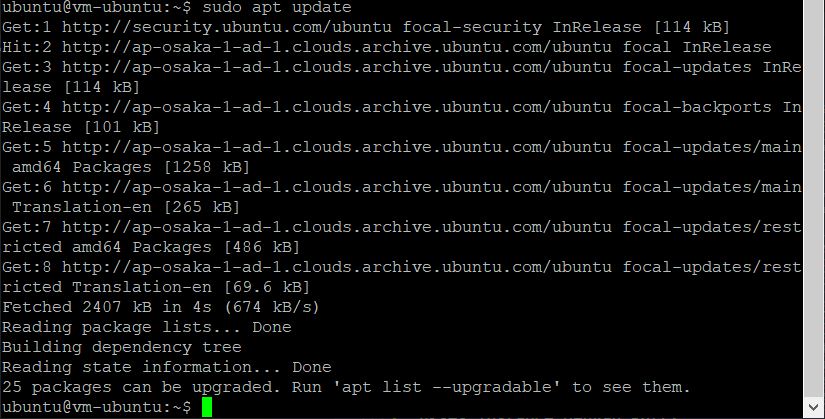 ubuntu@vm-ubuntu:~$ sudo apt update
Get:1 http://security.ubuntu.com/ubuntu focal-security InRelease [114 kB]
Hit:2 http://ap-osaka-1-ad-1.clouds.archive.ubuntu.com/ubuntu focal InRelease
Get:3 http://ap-osaka-1-ad-1.clouds.archive.ubuntu.com/ubuntu focal-updates InRe
lease [114 kB]
Get:4 http://ap-osaka-1-ad-1.clouds.archive.ubuntu.com/ubuntu focal-backports In
Release [101 kB]
Get:5 http://ap-osaka-1-ad-1.clouds.archive.ubuntu.com/ubuntu focal-updates/main
 amd64 Packages [1258 kB]
Get:6 http://ap-osaka-1-ad-1.clouds.archive.ubuntu.com/ubuntu focal-updates/main
 Translation-en [265 kB]
Get:7 http://ap-osaka-1-ad-1.clouds.archive.ubuntu.com/ubuntu focal-updates/rest
ricted amd64 Packages [486 kB]
Get:8 http://ap-osaka-1-ad-1.clouds.archive.ubuntu.com/ubuntu focal-updates/rest
ricted Translation-en [69.6 kB]
Fetched 2407 kB in 4s (674 kB/s)
Reading package lists... Done
Building dependency tree
Reading state information... Done
25 packages can be upgraded. Run 'apt list --upgradable' to see them.
ubuntu@vm-ubuntu:~$